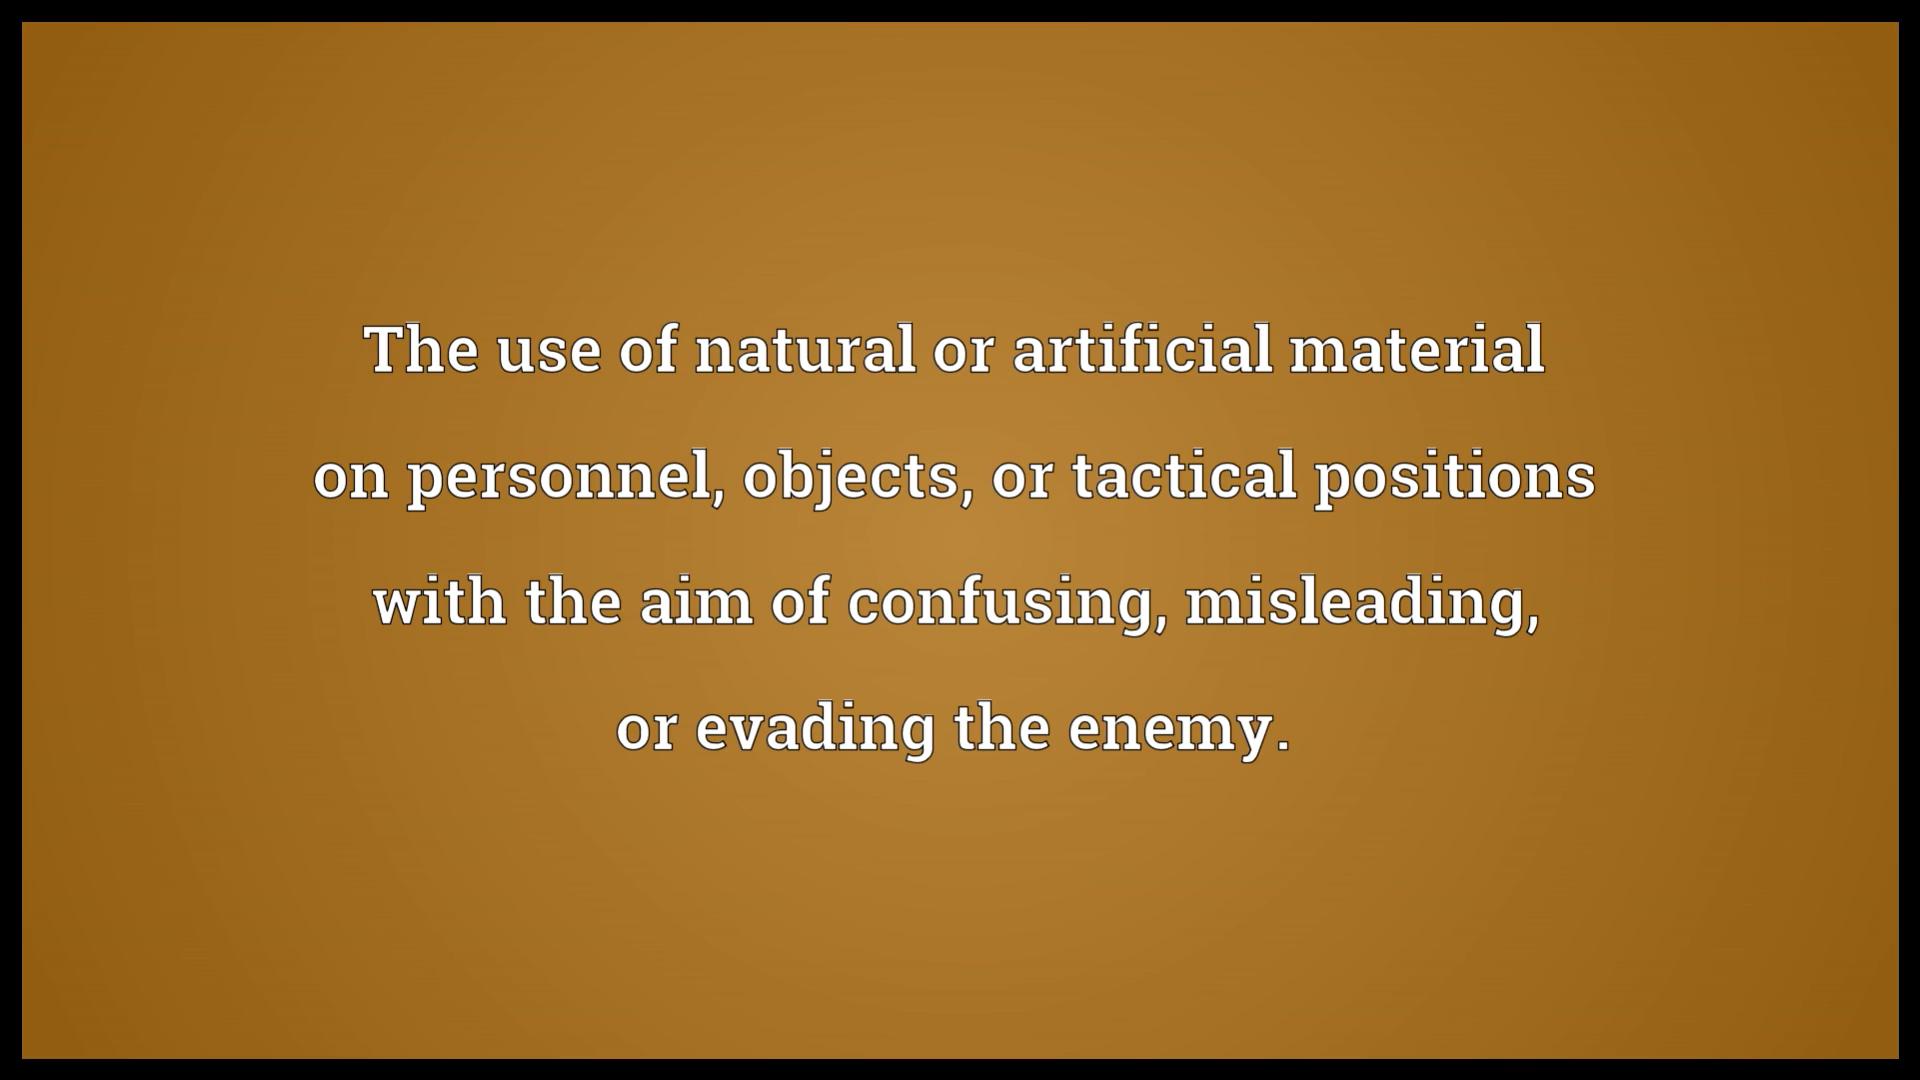 The use of natural or artificial material
on personnel, objects, or tactical positions
with the aim of confusing, misleading,
or evading the enemy.